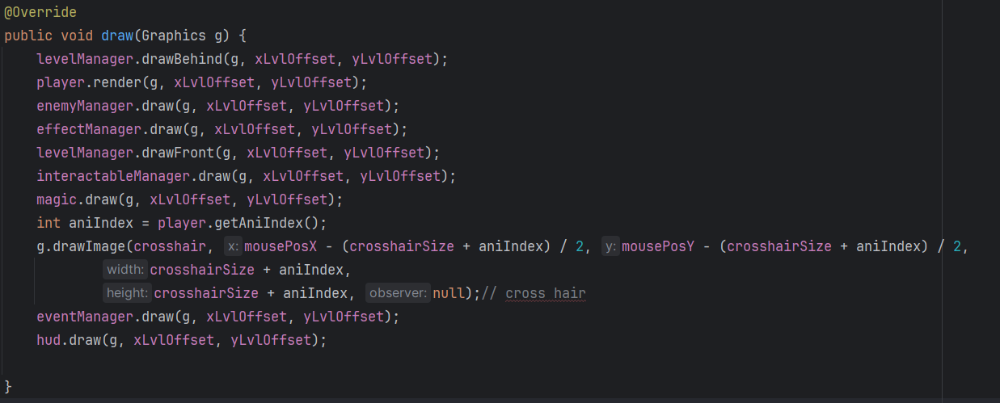 @Override
public void draw(Graphics g) {
levelManager.drawBehind(g, xLvlOffset, yLvlOffset);
player.render(g, xLvlOffset, yLvlOffset);
enemyManager.draw(g, xLvlOffset, yLvlOffset);
effectManager.draw(g, xLvlOffset, yLvlOffset);
levelManager.drawFront(g, xLvlOffset, yLvlOffset);
interactableManager.draw(g, xLvlOffset, yLvlOffset);
magic.draw(g, xLvlOffset, yLvlOffset);
int aniIndex = player.getAniIndex();
g.drawImage(crosshair, x: mousePosX - (crosshairSize + aniIndex) / 2, y: mousePosY - (crosshairSize + aniIndex) / 2,
width: crosshairSize + aniIndex,
height: crosshairSize + aniIndex, observer: null);// cross hair
eventManager.draw(g, xLvlOffset, yLvlOffset);
hud.draw(g, xLvlOffset, yLvlOffset);
}